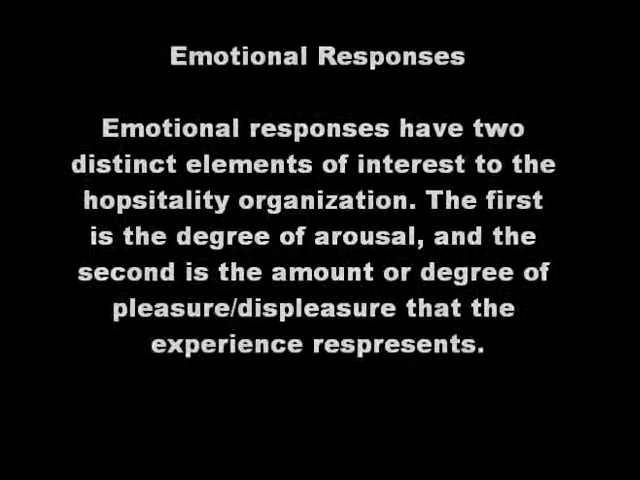 Emotional Responses
Emotional responses have two
distinct elements of interest to the
hopsitality organization. The first
is the degree of arousal, and the
second is the amount or degree of
pleasure/displeasure that the
experience respresents.